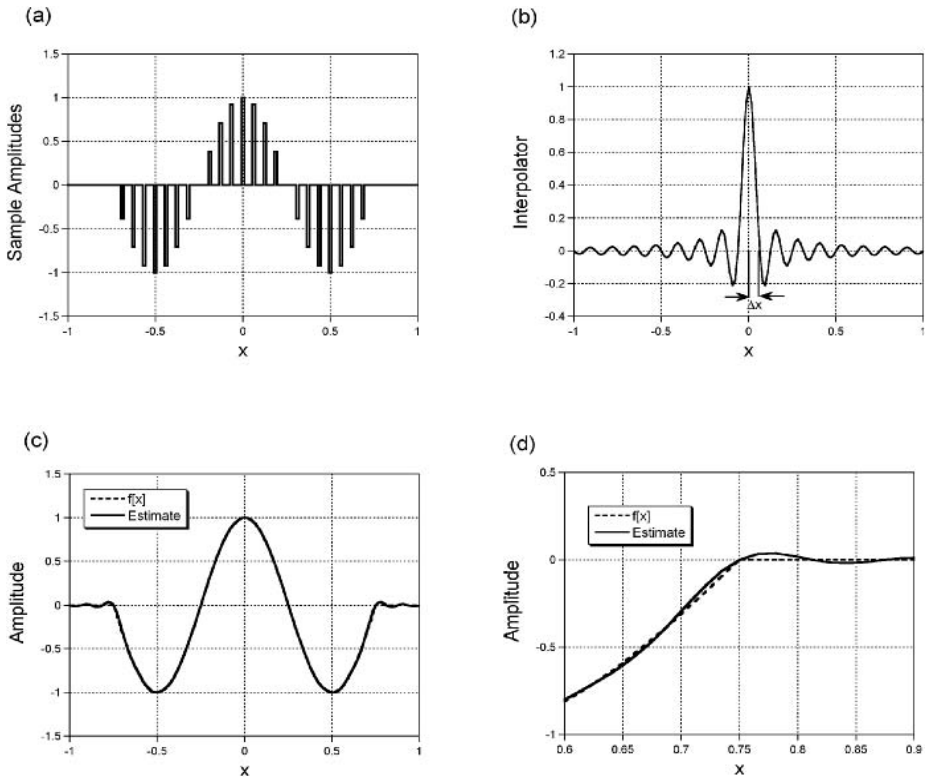 (a)
1.5
1
0.5
0
-0.5
-1
-1.5
Sample Amplitudes
-1 -0.5 0 0.5 1
x
(b)
1.2
1
0.8
0.6
0.4
0.2
0
-0.2
-0.4
Interpolator
Δx
-1 -0.5 0 0.5 1
x
(c)
1.5
1
0.5
0
-0.5
-1
-1.5
Amplitude
f[x]
Estimate
-1 -0.5 0 0.5 1
x
(d)
0.5
0
-0.5
-1
Amplitude
f[x]
Estimate
0.6 0.65 0.7 0.75 0.8 0.85 0.9
x